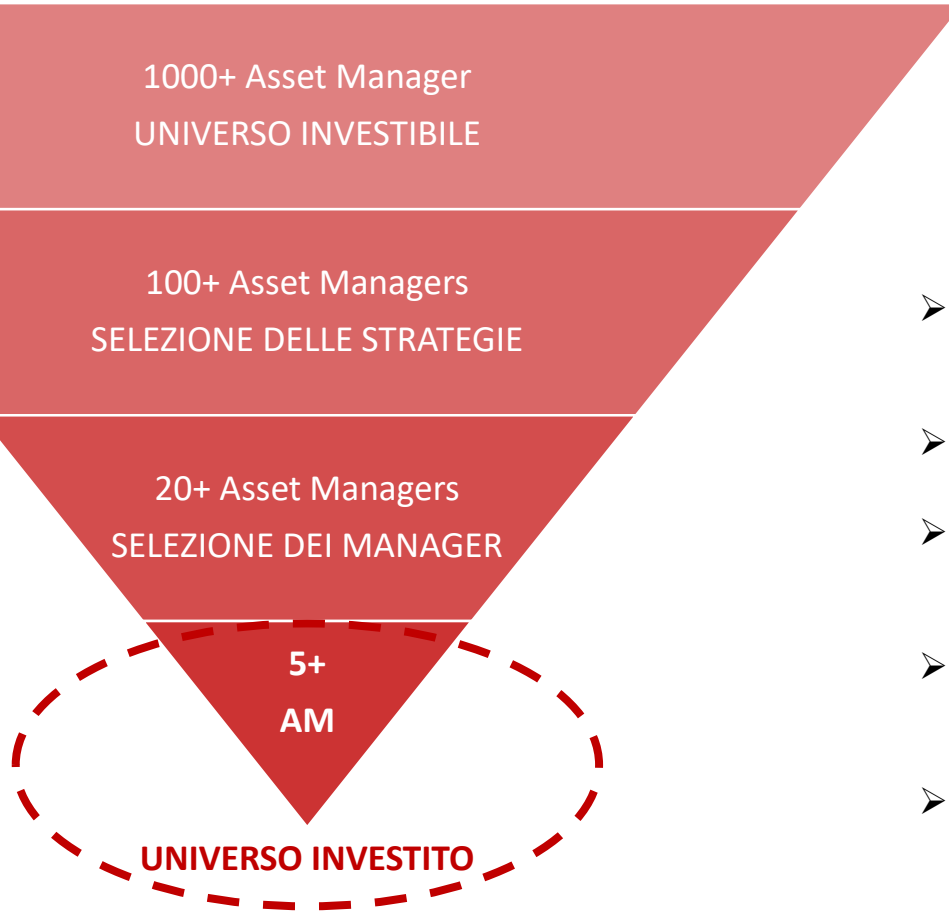 1000+ Asset Manager
UNIVERSO INVESTIBILE
100+ Asset Managers
SELEZIONE DELLE STRATEGIE
20+ Asset Managers
SELEZIONE DEI MANAGER
5+
AM
UNIVERSO INVESTITO